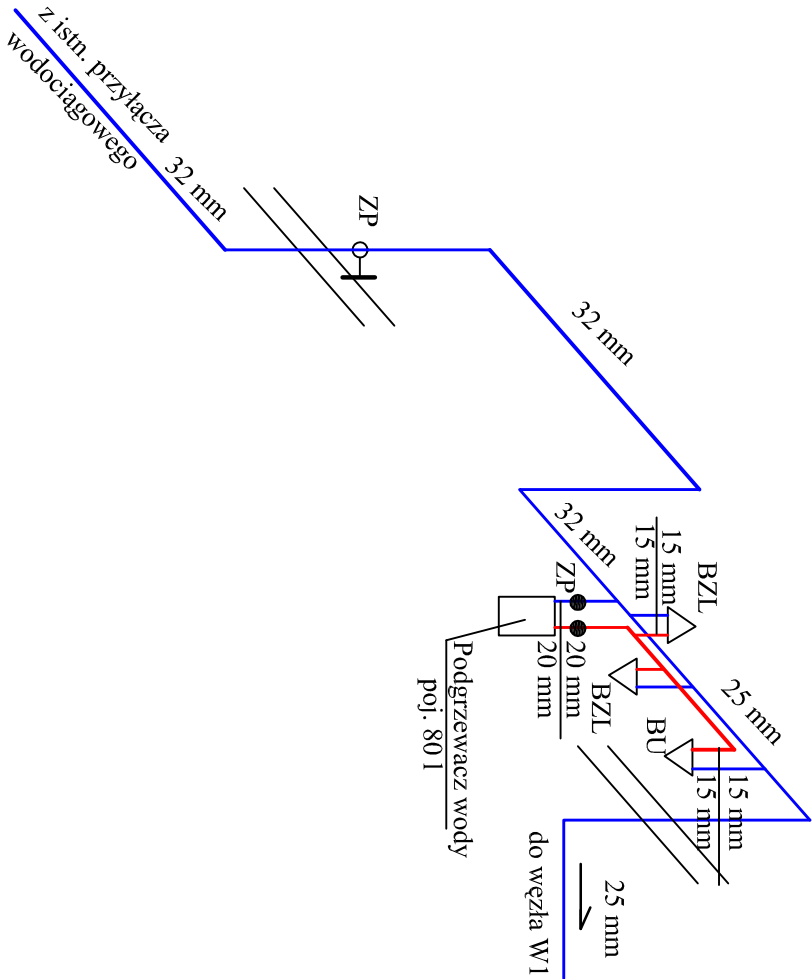 z istn. przyłącza
wodociągowego
32 mm
ZP
32 mm
32 mm
BZL
15 mm
15 mm
ZP
20 mm
20 mm
BZL
25 mm
BU
15 mm
15 mm
Podgrzewacz wody
poj. 80 l
25 mm
do węzła W1